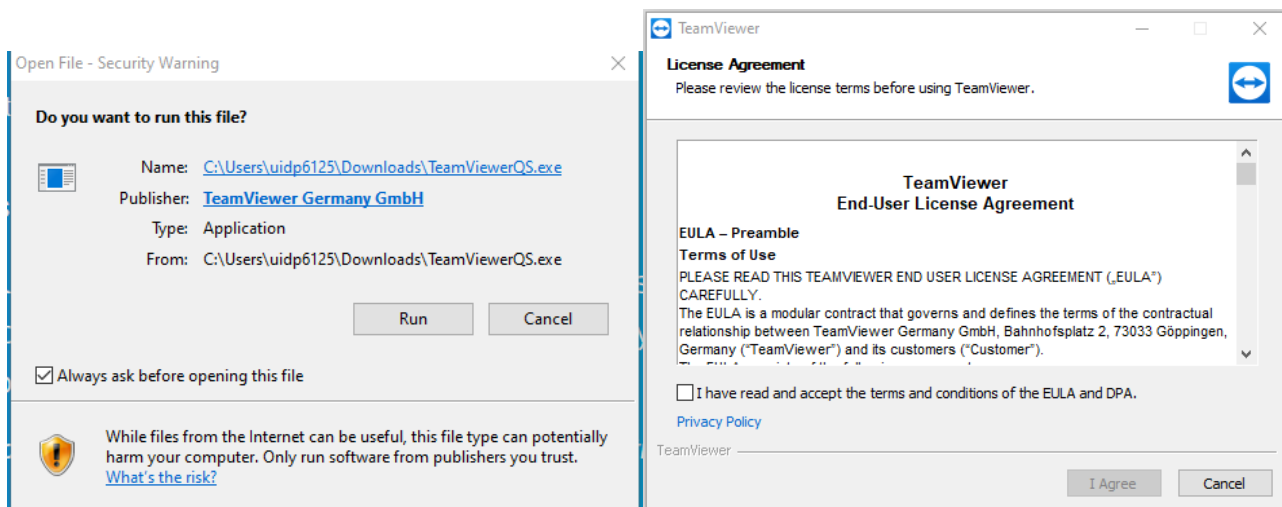 Open File - Security Warning
Do you want to run this file?
Name: C:\Users\uidp6125\Downloads\TeamViewerQS.exe
Publisher: TeamViewer Germany GmbH
Type: Application
From: C:\Users\uidp6125\Downloads\TeamViewerQS.exe
Run Cancel
Always ask before opening this file
While files from the Internet can be useful, this file type can potentially
harm your computer. Only run software from publishers you trust.
What's the risk?
TeamViewer
License Agreement
Please review the license terms before using TeamViewer.
TeamViewer
End-User License Agreement
EULA – Preamble
Terms of Use
PLEASE READ THIS TEAMVIEWER END USER LICENSE AGREEMENT („EULA")
CAREFULLY.
The EULA is a modular contract that governs and defines the terms of the contractual
relationship between TeamViewer Germany GmbH, Bahnhofsplatz 2, 73033 Göppingen,
Germany ("TeamViewer") and its customers ("Customer").
I have read and accept the terms and conditions of the EULA and DPA.
Privacy Policy
TeamViewer
I Agree Cancel